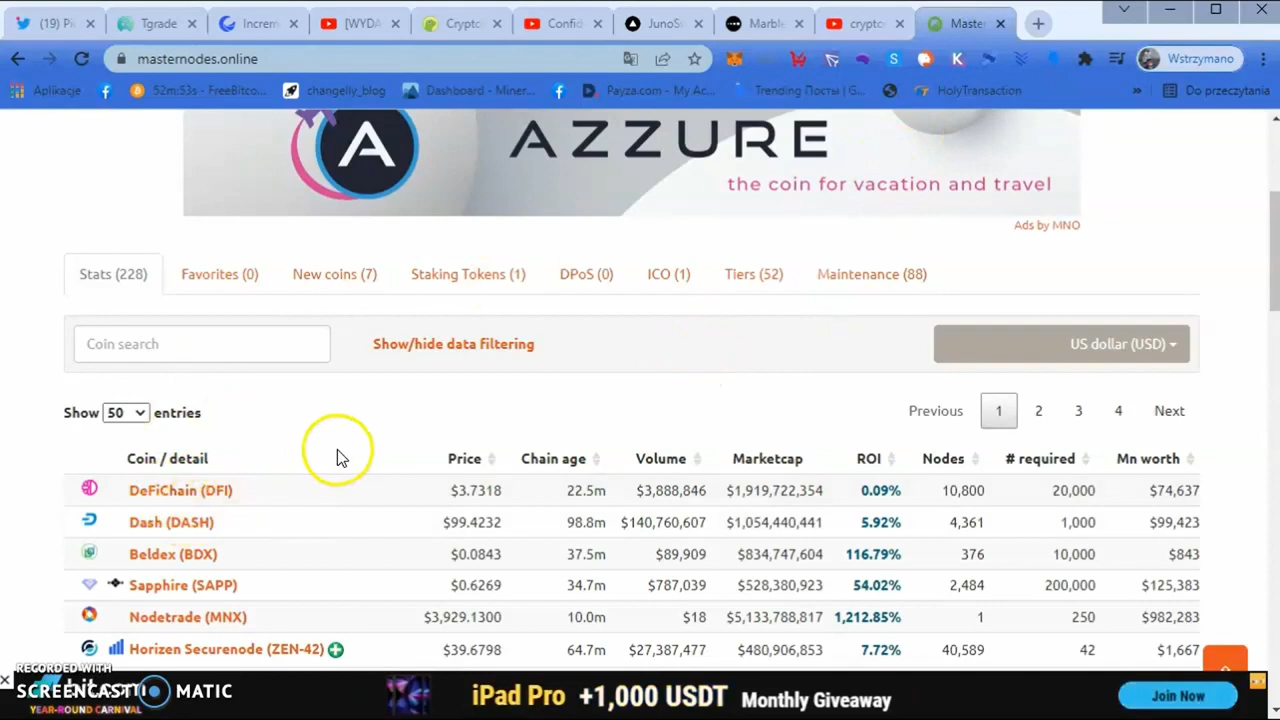 (19) Pi
Tgrade
Increm
[WYDA
Crypto
Confid
JunoS
Marble
crypto
Master
masternodes.online
Wstrzymano
Aplikacje
52m:53s - FreeBitco...
changelly_blog
Dashboard - Miner...
Payza.com - My Ac...
Trending Посты | Г...
HolyTransaction
»
Do przeczytania
AZZURE
the coin for vacation and travel
Ads by MNO
Stats (228) Favorites (0) New coins (7) Staking Tokens (1) DPoS (0) ICO (1) Tiers (52) Maintenance (88)
Coin search Show/hide data filtering US dollar (USD)
Show 50 entries Previous 1 2 3 4 Next
Coin / detail Price Chain age Volume Marketcap ROI Nodes # required Mn worth
DeFiChain (DFI) $3.7318 22.5m $3,888,846 $1,919,722,354 0.09% 10,800 20,000 $74,637
Dash (DASH) $99.4232 98.8m $140,760,607 $1,054,440,441 5.92% 4,361 1,000 $99,423
Beldex (BDX) $0.0843 37.5m $89,909 $834,747,604 116.79% 376 10,000 $843
Sapphire (SAPP) $0.6269 34.7m $787,039 $528,380,923 54.02% 2,484 200,000 $125,383
Nodetrade (MNX) $3,929.1300 10.0m $18 $5,133,788,817 1,212.85% 1 250 $982,283
Horizen Securenode (ZEN-42) $39.6798 64.7m $27,387,477 $480,906,853 7.72% 40,589 42 $1,667
RECORDED WITH
SCREENCAST MATIC
YEAR-ROUND CARNIVAL
iPad Pro +1,000 USDT Monthly Giveaway
Join Now